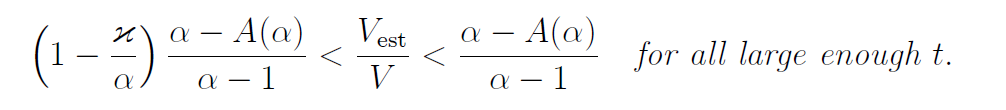 (1 − ϰ/α) (α − A(α))/(α − 1) < V_est/V < (α − A(α))/(α − 1) for all large enough t.